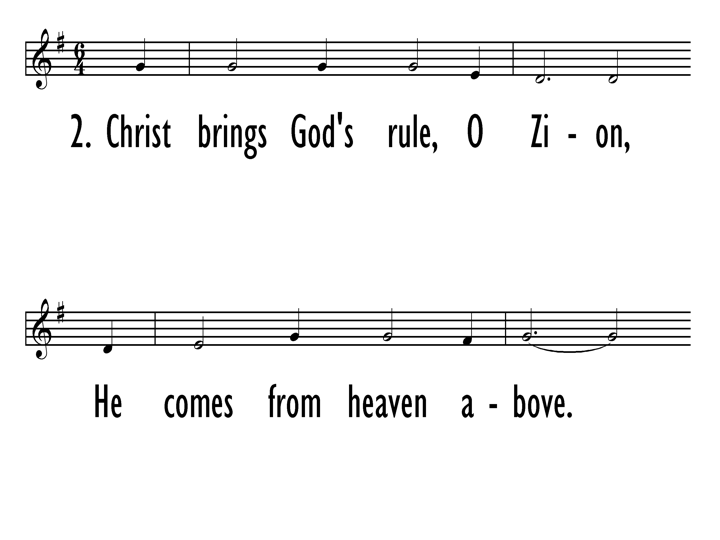 2. Christ brings God's rule, O Zi - on,
He comes from heaven a - bove.